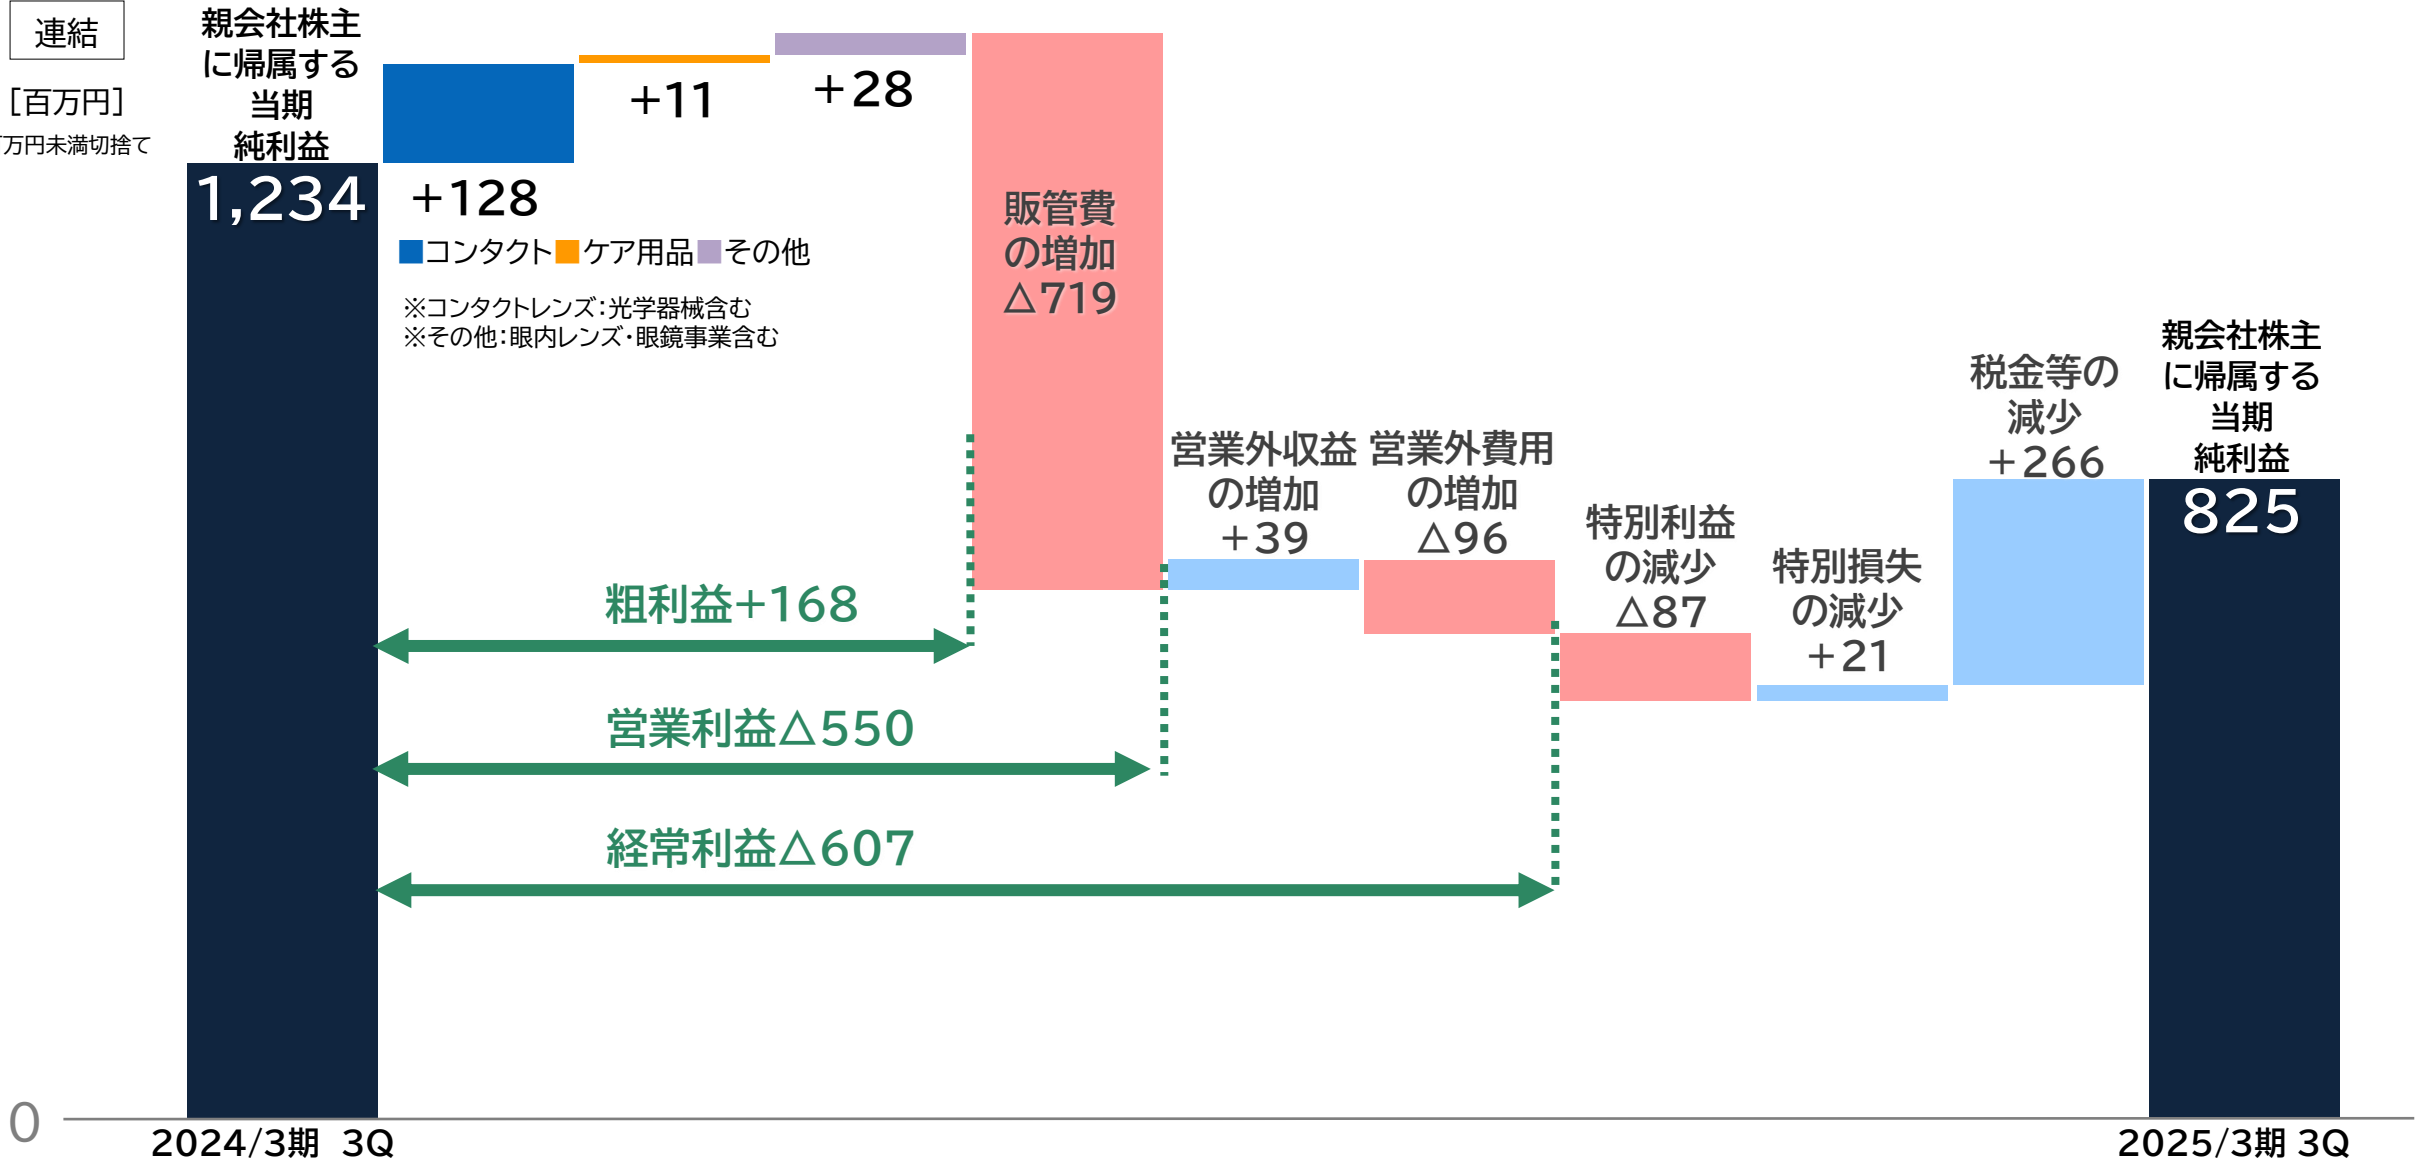 連結
[百万円]
万円未満切捨て
親会社株主
に帰属する
当期
純利益
1,234
+128
+11
+28
■コンタクト■ケア用品■その他
※コンタクトレンズ：光学器械含む
※その他：眼内レンズ・眼鏡事業含む
販管費
の増加
△719
営業外収益
の増加
+39
営業外費用
の増加
△96
特別利益
の減少
△87
特別損失
の減少
+21
税金等の
減少
+266
親会社株主
に帰属する
当期
純利益
825
粗利益+168
営業利益△550
経常利益△607
0
2024/3期 3Q
2025/3期 3Q